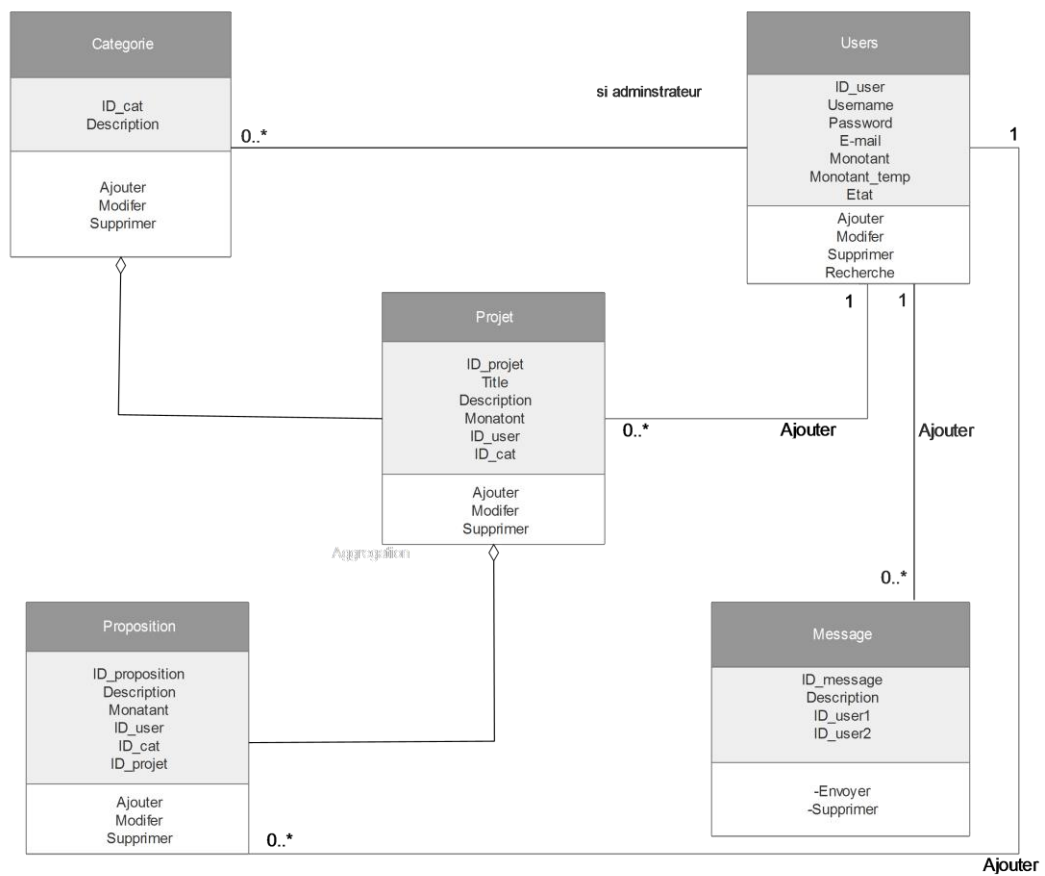 Categorie
ID_cat
Description
Ajouter
Modifer
Supprimer
0..*
si adminstrateur
Users
ID_user
Username
Password
E-mail
Monotant
Monotant_temp
Etat
Ajouter
Modifer
Supprimer
Recherche
1
1
1
Projet
ID_projet
Title
Description
Monatont
ID_user
ID_cat
Ajouter
Modifer
Supprimer
0..*
Ajouter
Ajouter
Aggregation
0..*
Proposition
ID_proposition
Description
Monatant
ID_user
ID_cat
ID_projet
Ajouter
Modifer
Supprimer
0..*
Message
ID_message
Description
ID_user1
ID_user2
-Envoyer
-Supprimer
Ajouter